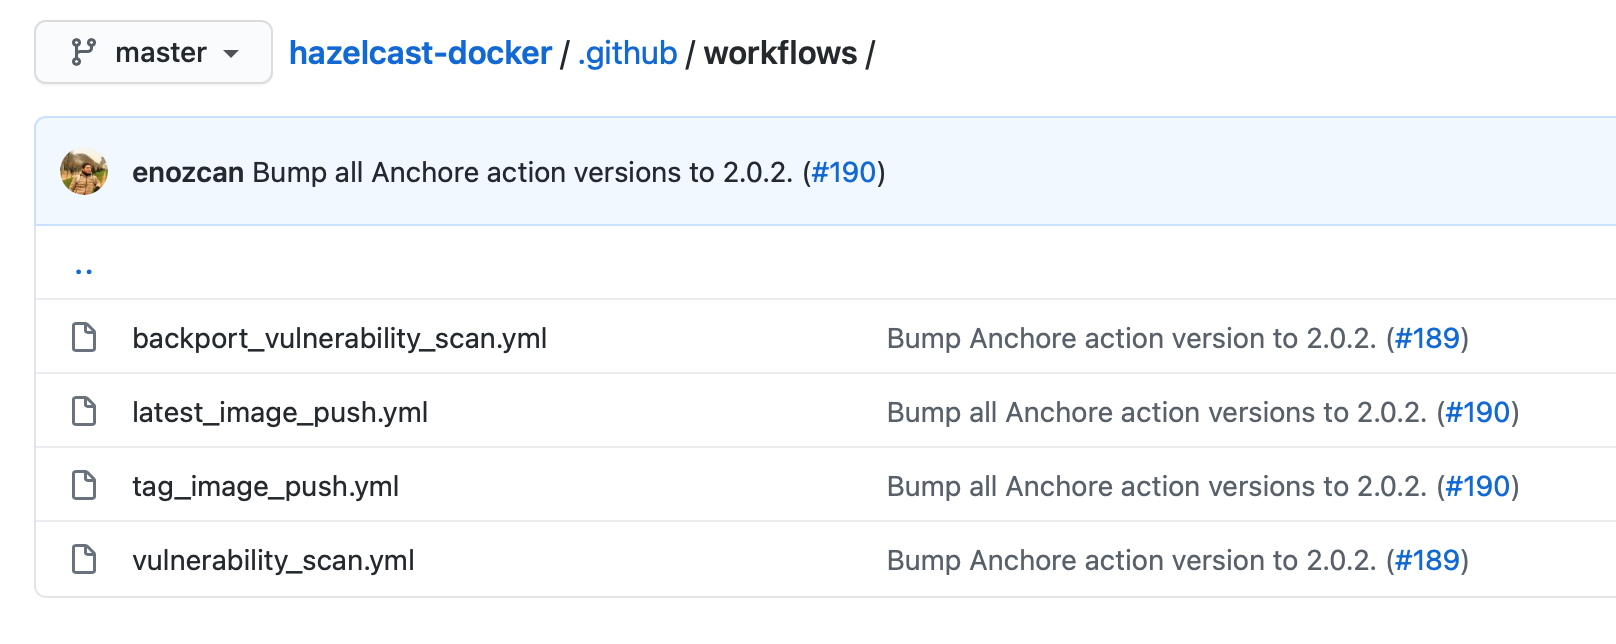 master hazelcast-docker / .github / workflows /
enozcan Bump all Anchore action versions to 2.0.2. (#190)
..
backport_vulnerability_scan.yml Bump Anchore action version to 2.0.2. (#189)
latest_image_push.yml Bump all Anchore action versions to 2.0.2. (#190)
tag_image_push.yml Bump all Anchore action versions to 2.0.2. (#190)
vulnerability_scan.yml Bump Anchore action version to 2.0.2. (#189)